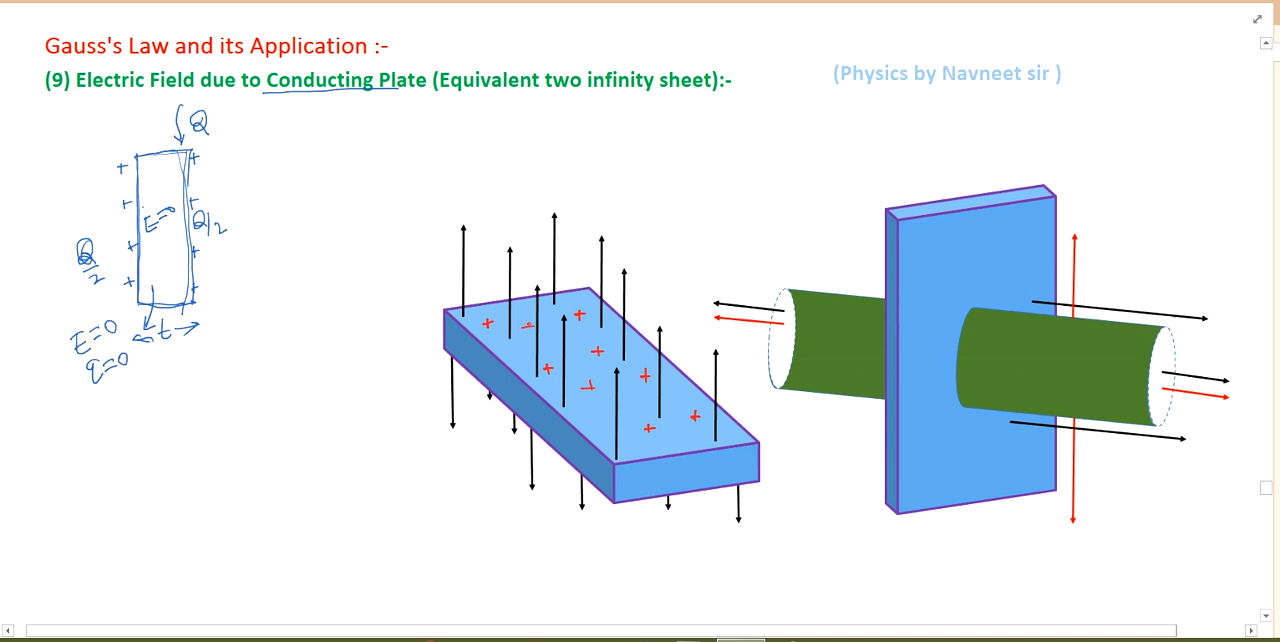 Gauss's Law and its Application :-
(9) Electric Field due to Conducting Plate (Equivalent two infinity sheet):-
(Physics by Navneet sir )
Q
E=0
Q/2
Q/2
E=0
t
q=0